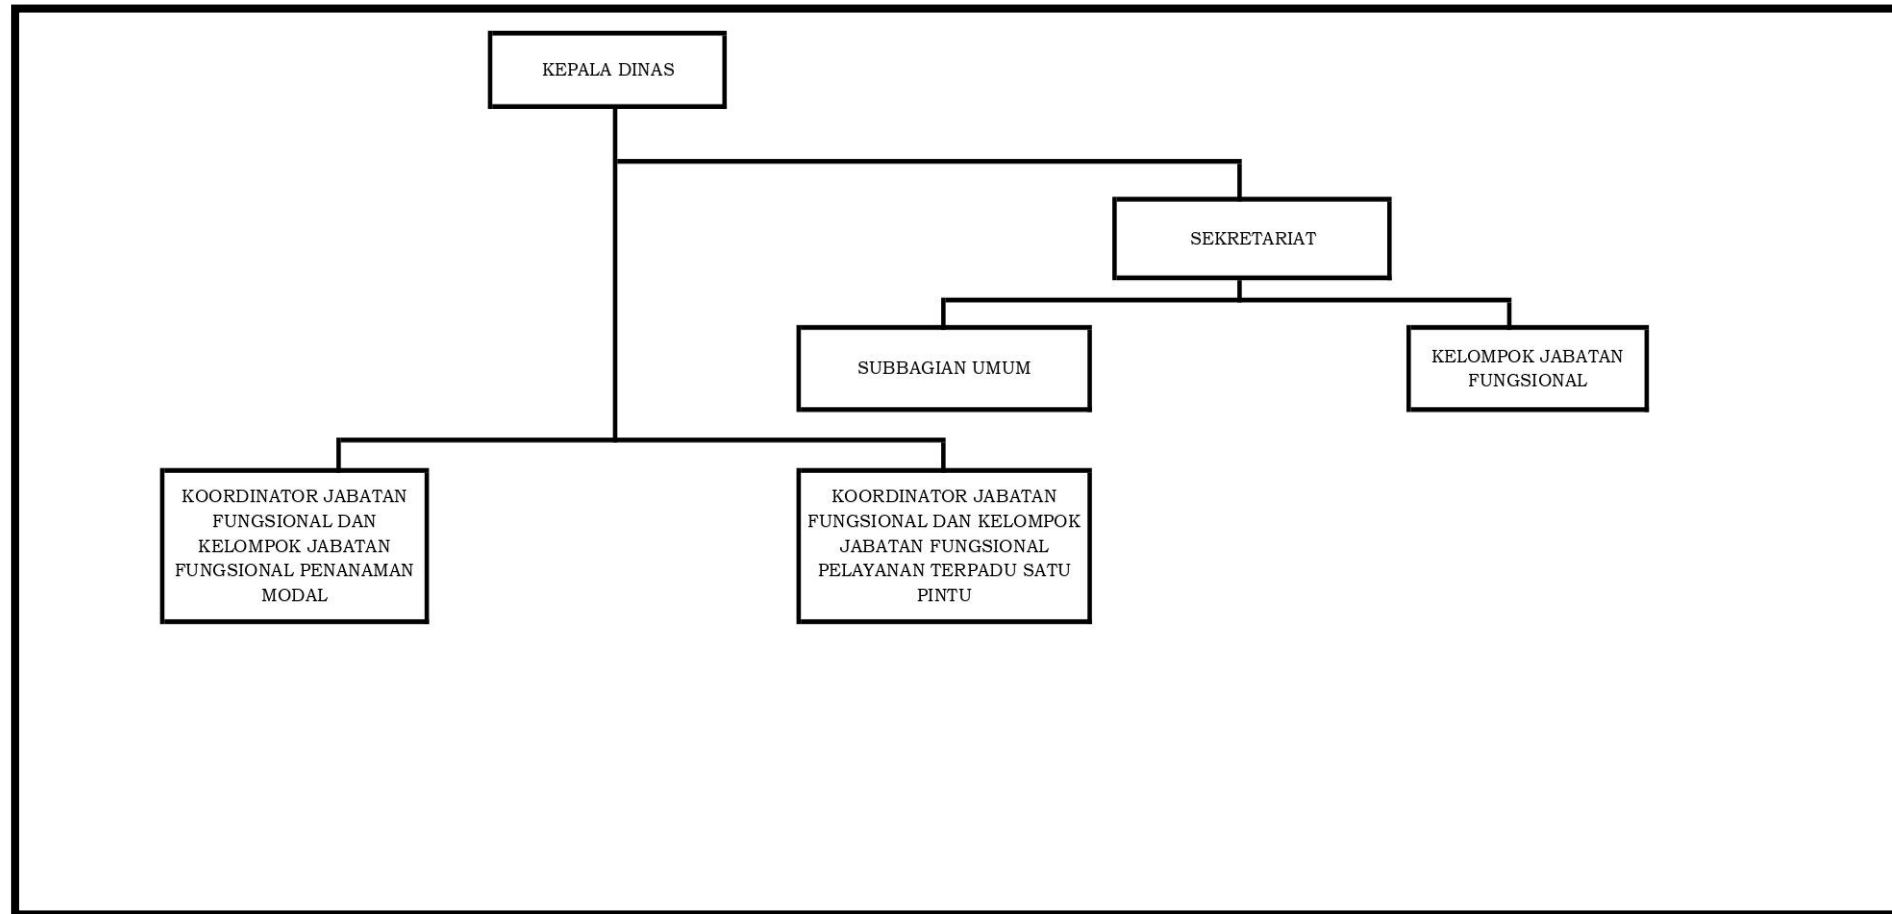 KEPALA DINAS
SEKRETARIAT
SUBBAGIAN UMUM
KELOMPOK JABATAN
FUNGSIONAL
KOORDINATOR JABATAN
FUNGSIONAL DAN
KELOMPOK JABATAN
FUNGSIONAL PENANAMAN
MODAL
KOORDINATOR JABATAN
FUNGSIONAL DAN KELOMPOK
JABATAN FUNGSIONAL
PELAYANAN TERPADU SATU
PINTU